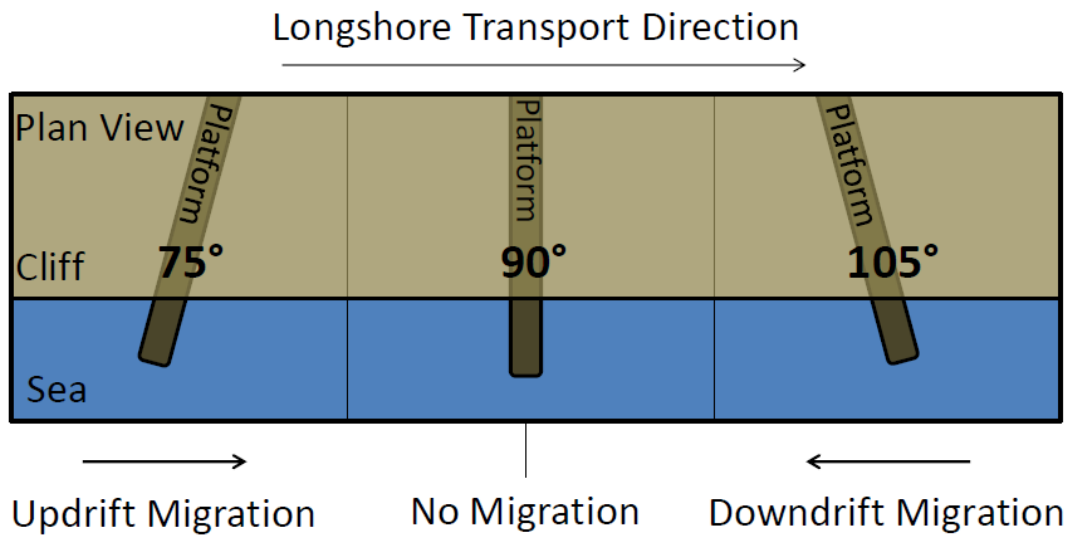 Longshore Transport Direction
Plan View
Platform
Platform
Platform
Cliff
75°
90°
105°
Sea
Updrift Migration
No Migration
Downdrift Migration